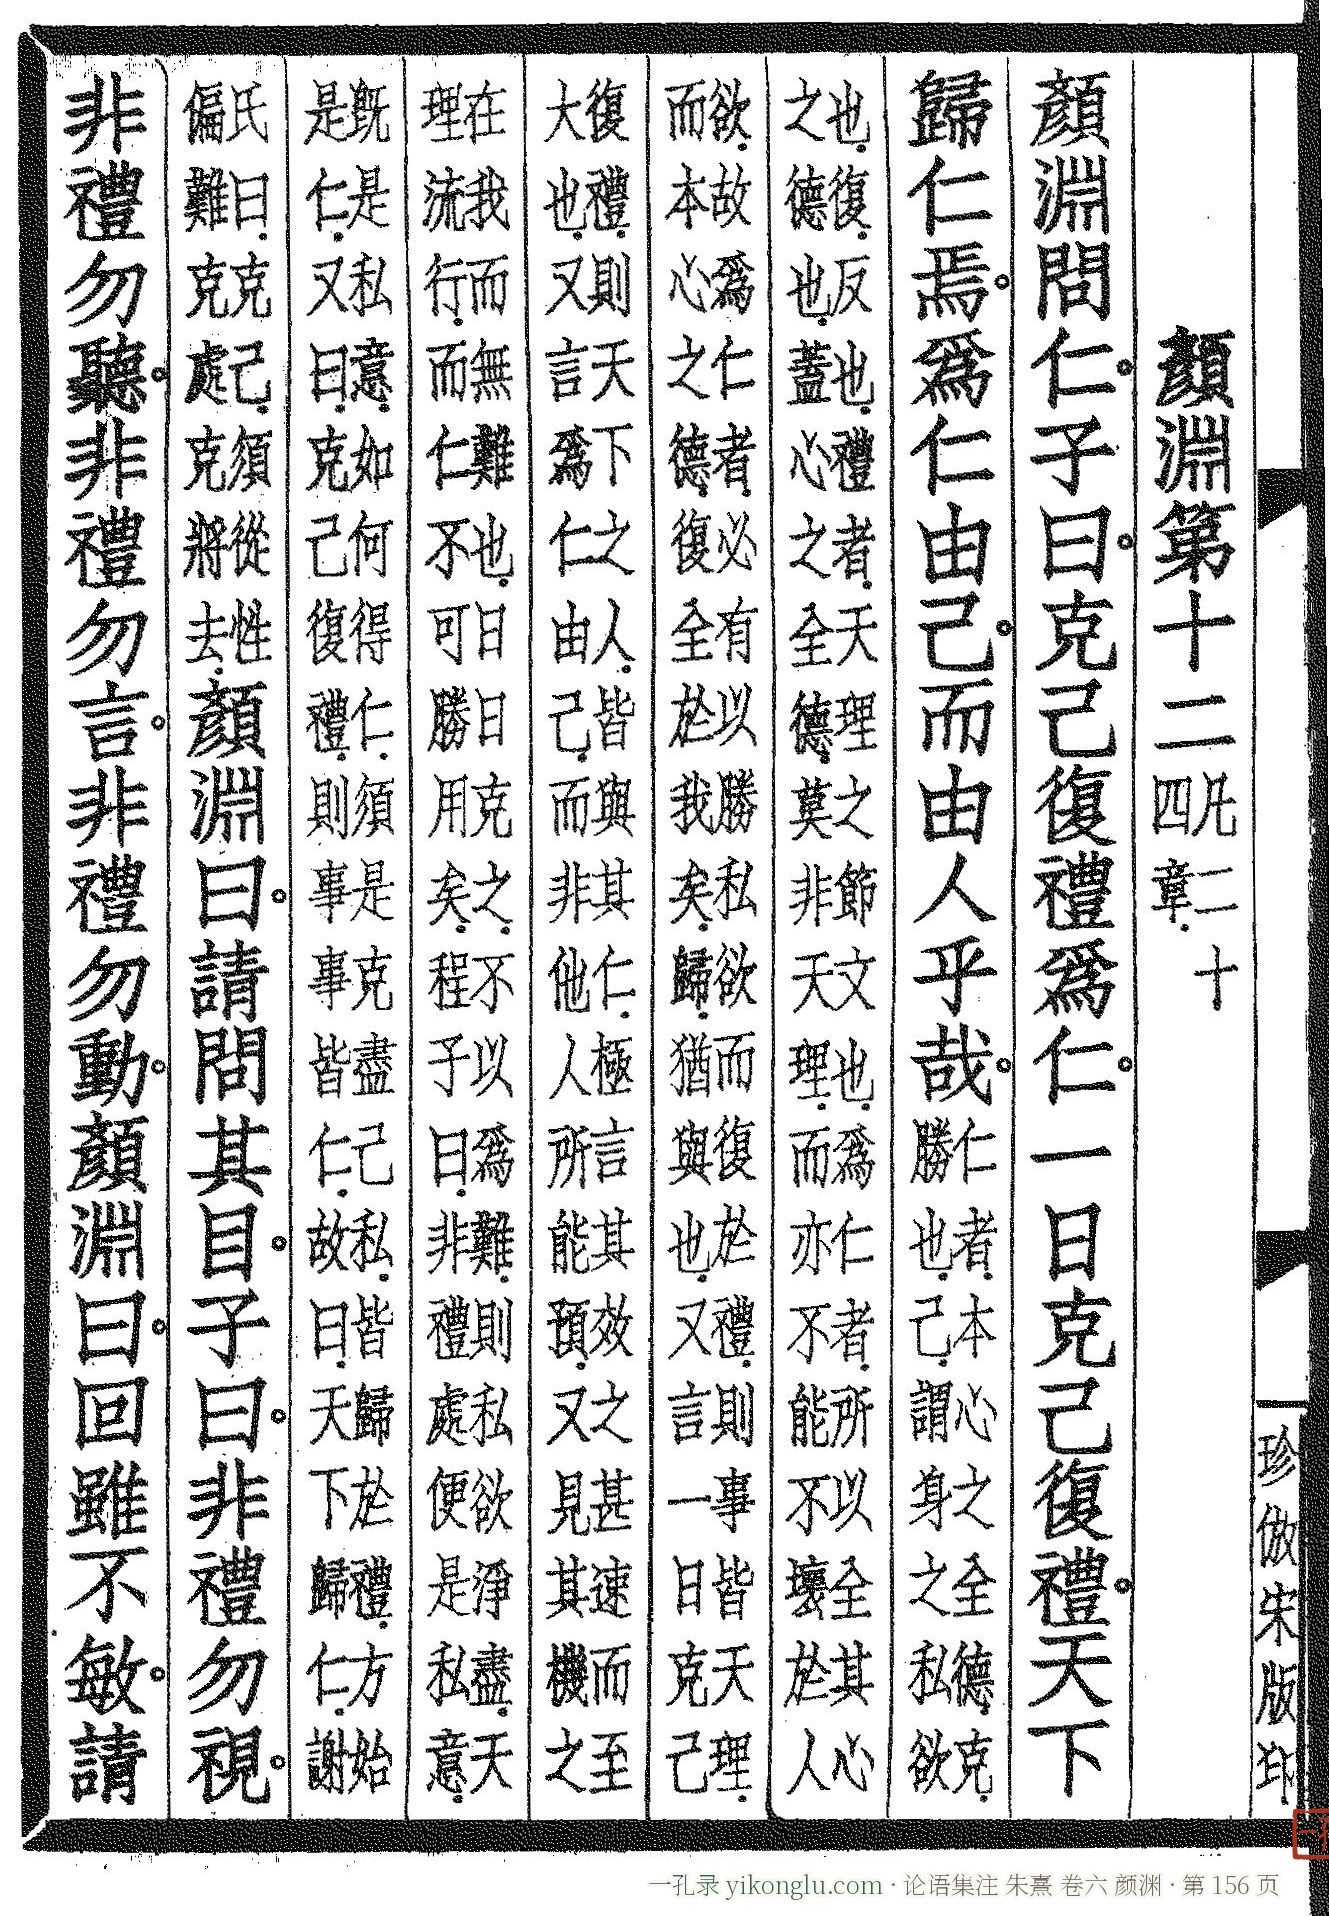 珍倣宋版印
顏淵第十二
凡二十
四章
顏淵問仁子曰克己復禮爲仁一日克己復禮天下
歸仁焉爲仁由己而由人乎哉
仁者本心之全德克
勝也己謂身之私欲
也復反也禮者天理之節文也爲仁者所以全其心
之德也蓋心之全德莫非天理而亦不能不壞於人
欲故爲仁者必有以勝私欲而復於禮則事皆天理
而本心之德復全於我矣歸猶與也又言一日克己
復禮則天下之人皆與其仁極言其效之甚速而至
大也又言爲仁由己而非他人所能預又見其機之
在我而無難也日日克之不以爲難則私欲淨盡天
理流行而仁不可勝用矣程子曰非禮處便是私意
既是私意如何得仁須是克盡己私皆歸於禮方始
是仁又曰克己復禮則事事皆仁故曰天下歸仁謝
氏曰克己須從性
偏難克處克將去
顏淵曰請問其目子曰非禮勿視
非禮勿聽非禮勿言非禮勿動顏淵曰回雖不敏請
一孔录 yikonglu.com · 论语集注 朱熹 卷六 颜渊 · 第 156 页